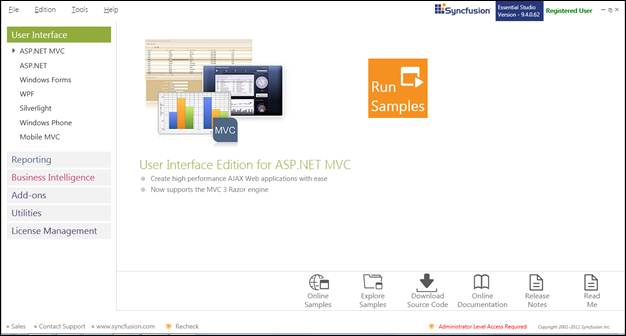 File Edition Tools Help
Syncfusion
Essential Studio
Version - 9.4.0.62
Registered User
User Interface
ASP.NET MVC
ASP.NET
Windows Forms
WPF
Silverlight
Windows Phone
Mobile MVC
Reporting
Business Intelligence
Add-ons
Utilities
License Management
MVC
Run
Samples
User Interface Edition for ASP.NET MVC
Create high performance AJAX Web applications with ease
Now supports the MVC 3 Razor engine
Online
Samples
Explore
Samples
Download
Source Code
Online
Documentation
Release
Notes
Read
Me
Sales Contact Support www.syncfusion.com Recheck
Administrator Level Access Required
Copyright 2001-2012 Syncfusion Inc.